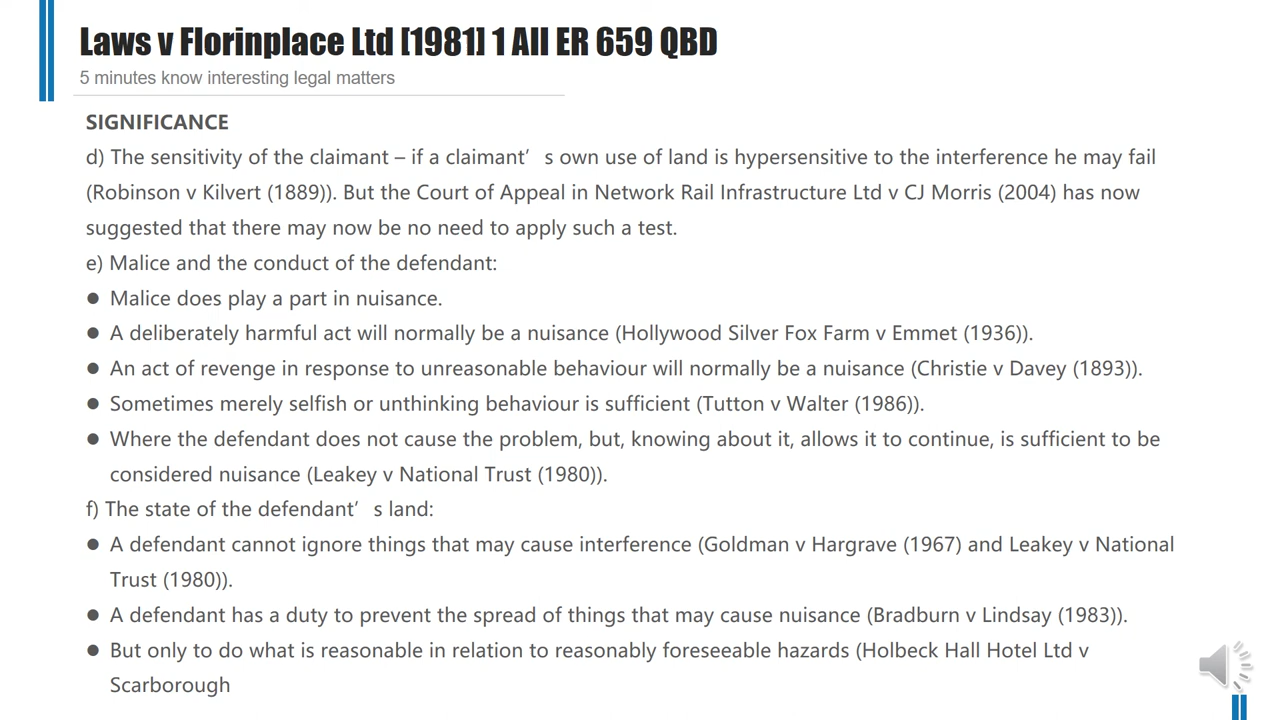 Laws v Florinplace Ltd [1981] 1 All ER 659 QBD
5 minutes know interesting legal matters
SIGNIFICANCE
d) The sensitivity of the claimant – if a claimant’s own use of land is hypersensitive to the interference he may fail
(Robinson v Kilvert (1889)). But the Court of Appeal in Network Rail Infrastructure Ltd v CJ Morris (2004) has now
suggested that there may now be no need to apply such a test.
e) Malice and the conduct of the defendant:
● Malice does play a part in nuisance.
● A deliberately harmful act will normally be a nuisance (Hollywood Silver Fox Farm v Emmet (1936)).
● An act of revenge in response to unreasonable behaviour will normally be a nuisance (Christie v Davey (1893)).
● Sometimes merely selfish or unthinking behaviour is sufficient (Tutton v Walter (1986)).
● Where the defendant does not cause the problem, but, knowing about it, allows it to continue, is sufficient to be
considered nuisance (Leakey v National Trust (1980)).
f) The state of the defendant’s land:
● A defendant cannot ignore things that may cause interference (Goldman v Hargrave (1967) and Leakey v National
Trust (1980)).
● A defendant has a duty to prevent the spread of things that may cause nuisance (Bradburn v Lindsay (1983)).
● But only to do what is reasonable in relation to reasonably foreseeable hazards (Holbeck Hall Hotel Ltd v
Scarborough